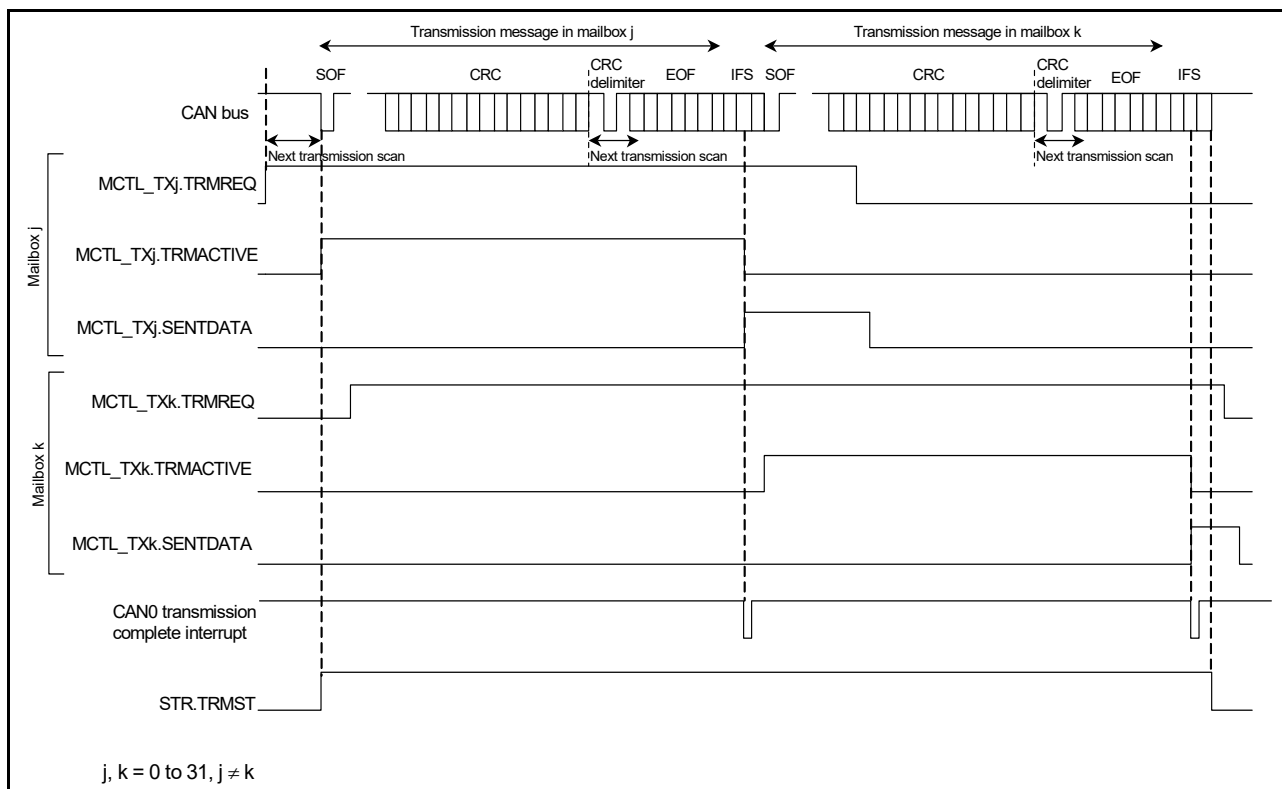 Transmission message in mailbox j
Transmission message in mailbox k
SOF
CRC
CRC
delimiter
EOF
IFS
SOF
CRC
CRC
delimiter
EOF
IFS
CAN bus
Next transmission scan
Next transmission scan
Next transmission scan
Mailbox j
MCTL_TXj.TRMREQ
MCTL_TXj.TRMACTIVE
MCTL_TXj.SENTDATA
Mailbox k
MCTL_TXk.TRMREQ
MCTL_TXk.TRMACTIVE
MCTL_TXk.SENTDATA
CAN0 transmission
complete interrupt
STR.TRMST
j, k = 0 to 31, j ≠ k